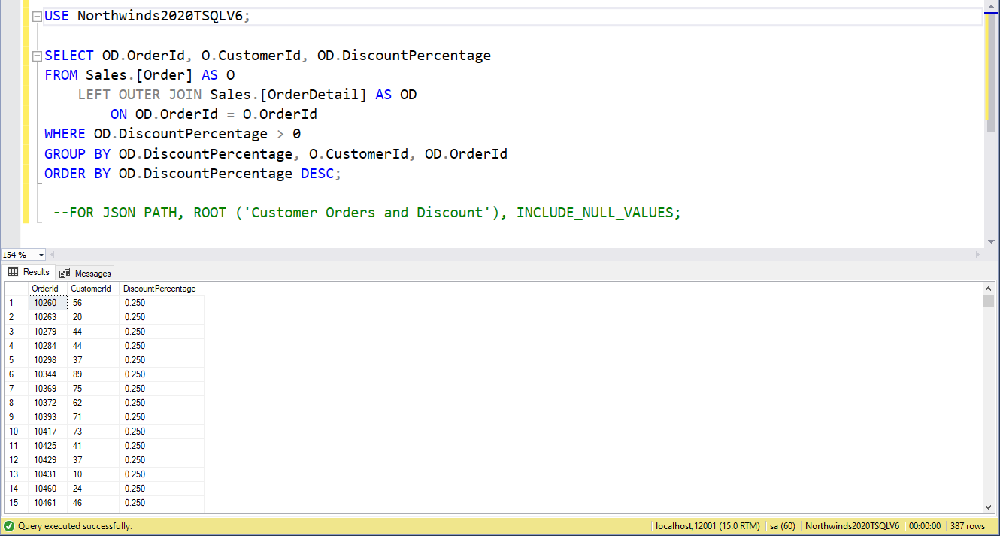 USE Northwinds2020TSQLV6;
SELECT OD.OrderId, O.CustomerId, OD.DiscountPercentage
FROM Sales.[Order] AS O
LEFT OUTER JOIN Sales.[OrderDetail] AS OD
ON OD.OrderId = O.OrderId
WHERE OD.DiscountPercentage > 0
GROUP BY OD.DiscountPercentage, O.CustomerId, OD.OrderId
ORDER BY OD.DiscountPercentage DESC;
--FOR JSON PATH, ROOT ('Customer Orders and Discount'), INCLUDE_NULL_VALUES;
154 %
Results Messages
OrderId CustomerId DiscountPercentage
1 10260 56 0.250
2 10263 20 0.250
3 10279 44 0.250
4 10284 44 0.250
5 10298 37 0.250
6 10344 89 0.250
7 10369 75 0.250
8 10372 62 0.250
9 10393 71 0.250
10 10417 73 0.250
11 10425 41 0.250
12 10429 37 0.250
13 10431 10 0.250
14 10460 24 0.250
15 10461 46 0.250
Query executed successfully. localhost,12001 (15.0 RTM) sa (60) Northwinds2020TSQLV6 00:00:00 387 rows